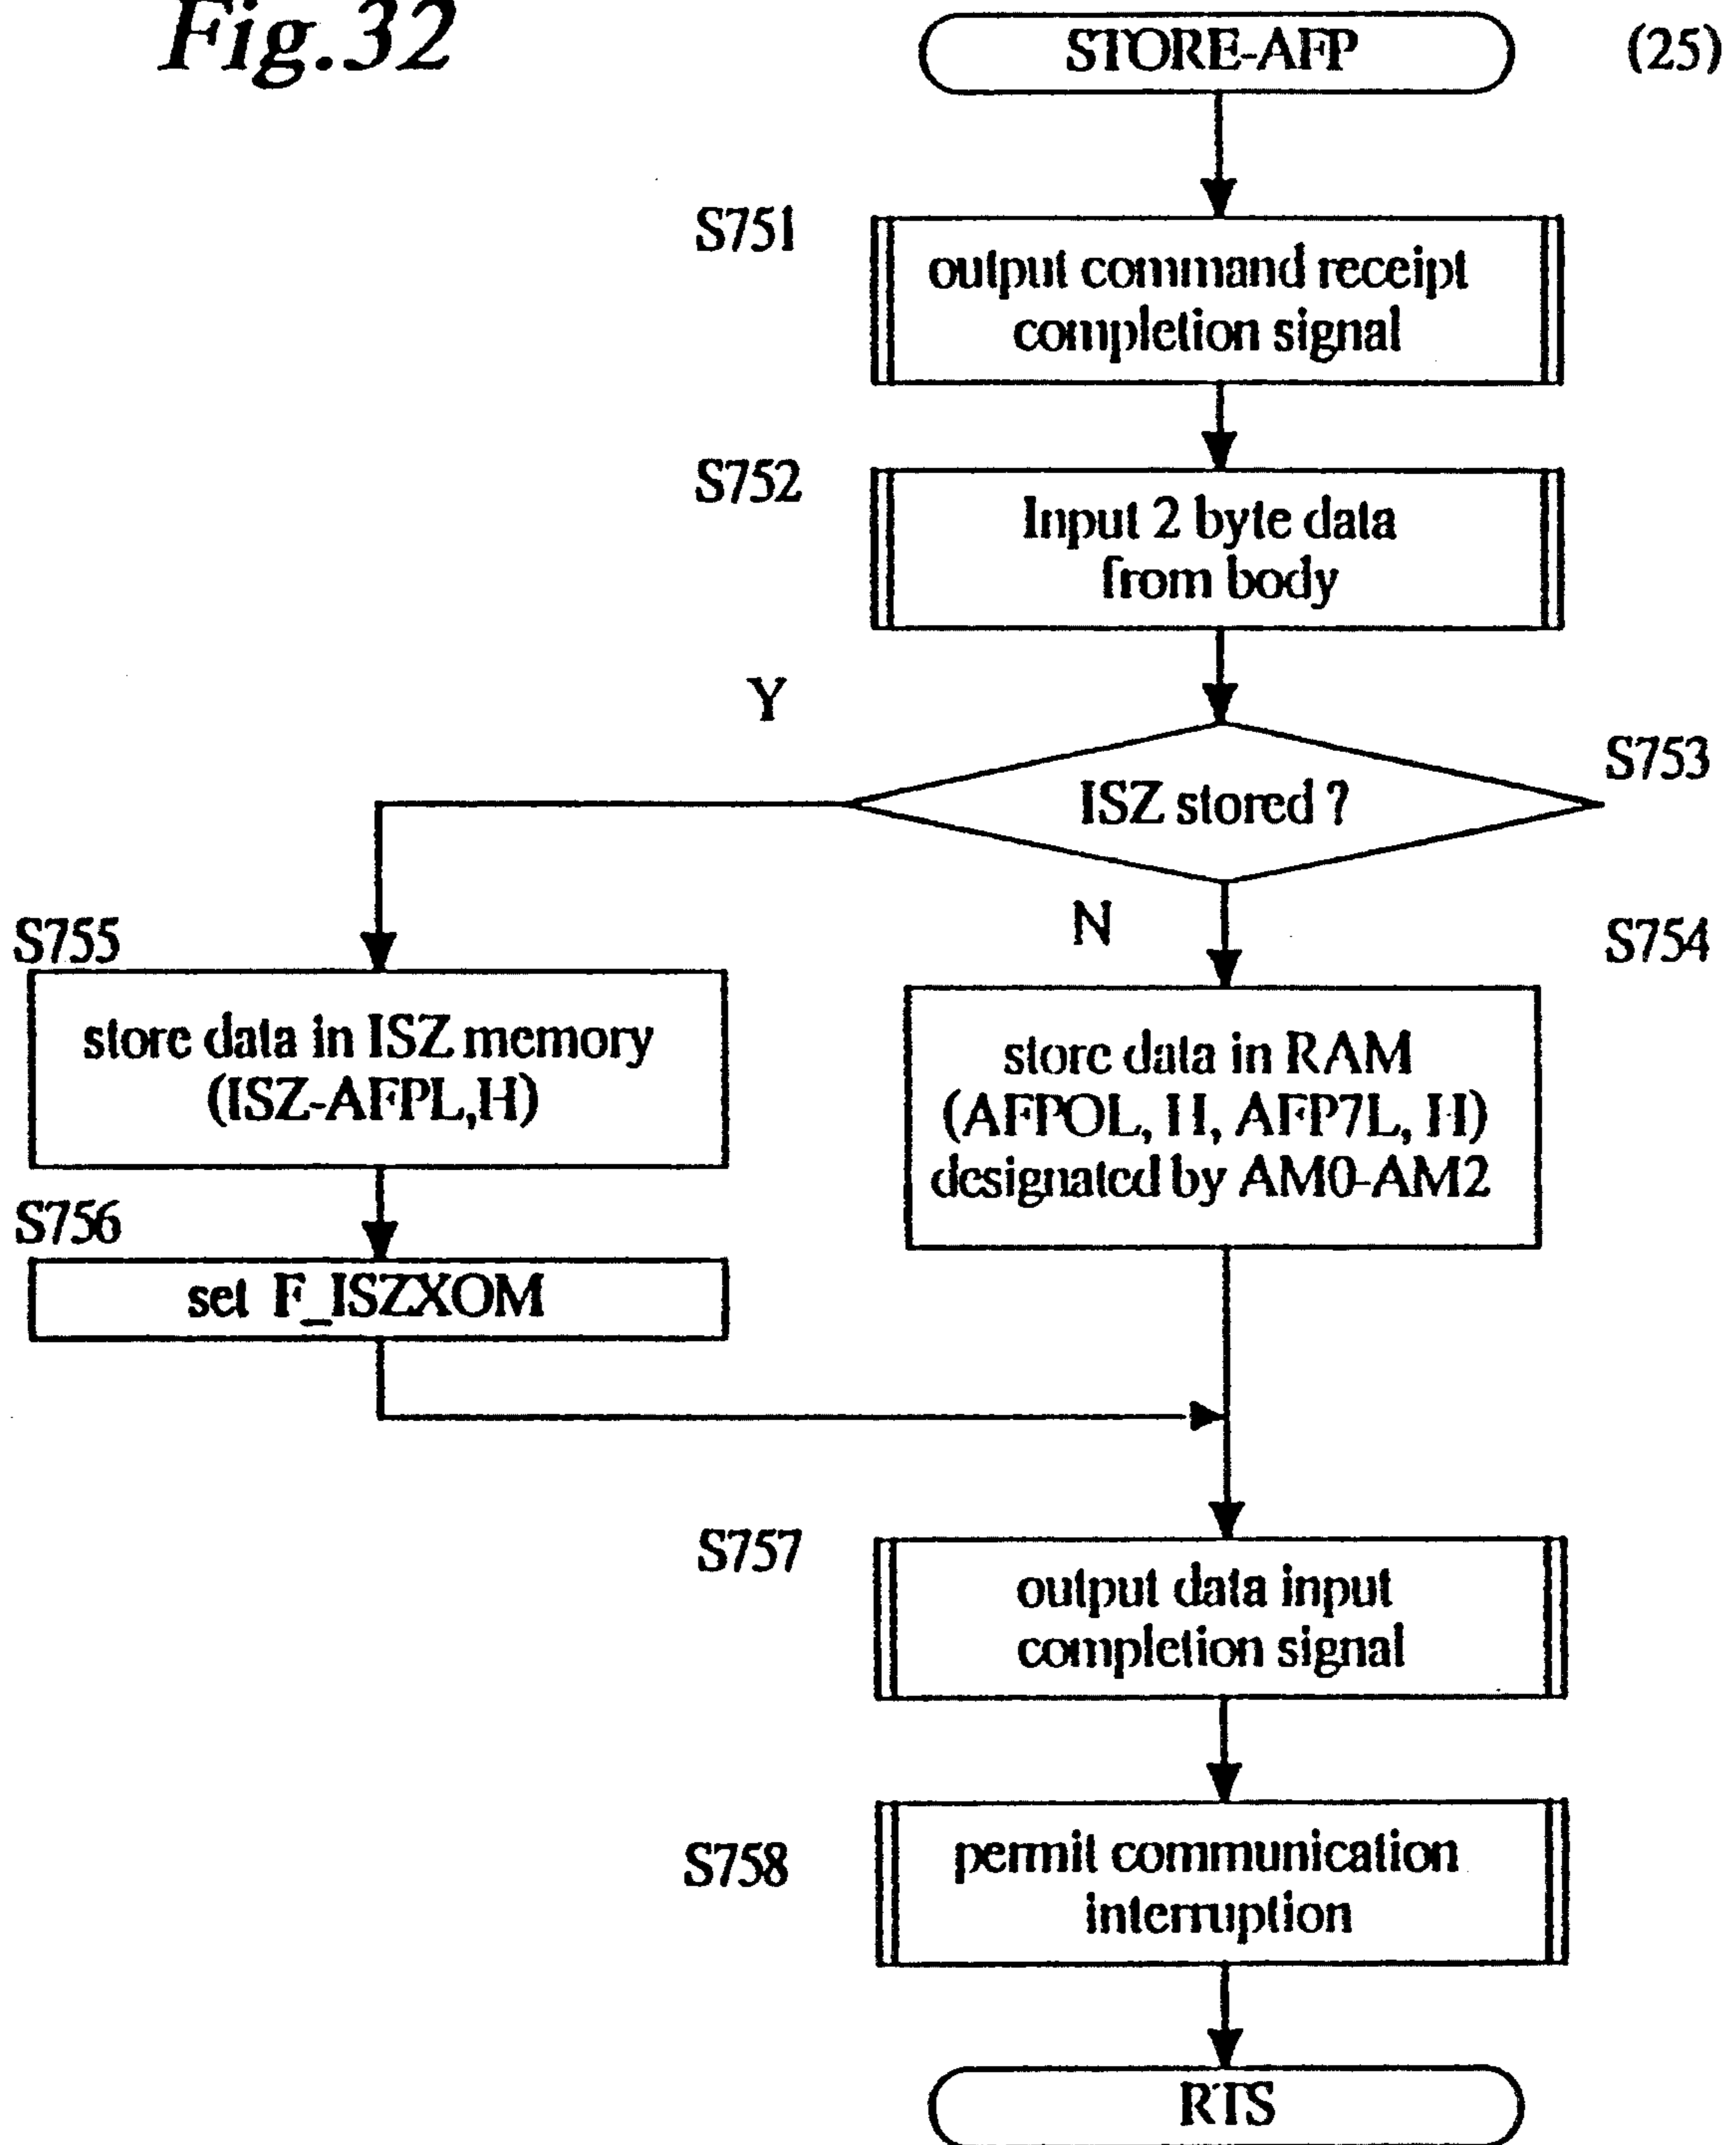 Fig.32
STORE-AFP
(25)
S751
output command receipt
completion signal
S752
Input 2 byte data
from body
Y
S753
ISZ stored ?
N
S754
S755
store data in ISZ memory
(ISZ-AFPL,H)
store data in RAM
(AFPOL, H, AFP7L, H)
designated by AM0-AM2
S756
set F_ISZXOM
S757
output data input
completion signal
S758
permit communication
interruption
RTS